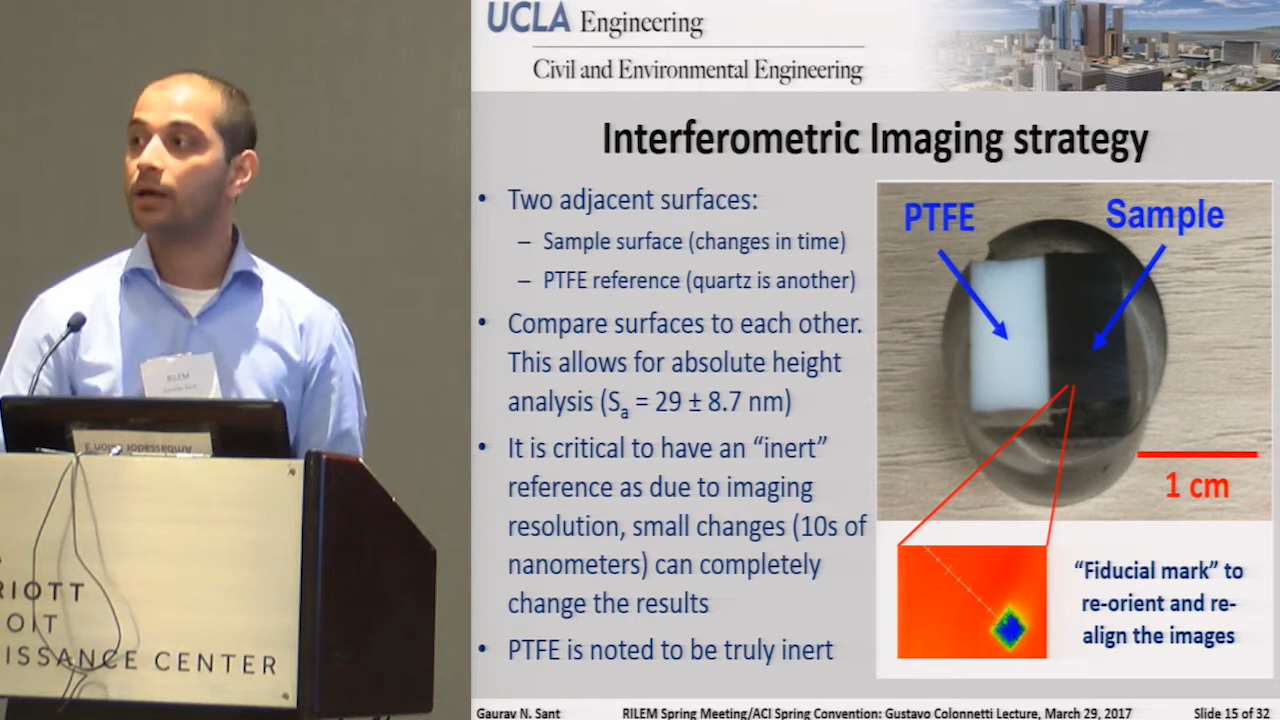 UCLA Engineering
Civil and Environmental Engineering
Interferometric Imaging strategy
• Two adjacent surfaces:
– Sample surface (changes in time)
– PTFE reference (quartz is another)
• Compare surfaces to each other.
This allows for absolute height
analysis (Sa = 29 ± 8.7 nm)
• It is critical to have an “inert”
reference as due to imaging
resolution, small changes (10s of
nanometers) can completely
change the results
• PTFE is noted to be truly inert
PTFE
Sample
1 cm
“Fiducial mark” to
re-orient and re-
align the images
Gaurav N. Sant RILEM Spring Meeting/ACI Spring Convention: Gustavo Colonnetti Lecture, March 29, 2017 Slide 15 of 32
RILEM
Ambassador Salon 3
RIOTT
OIT
ISSANCE CENTER